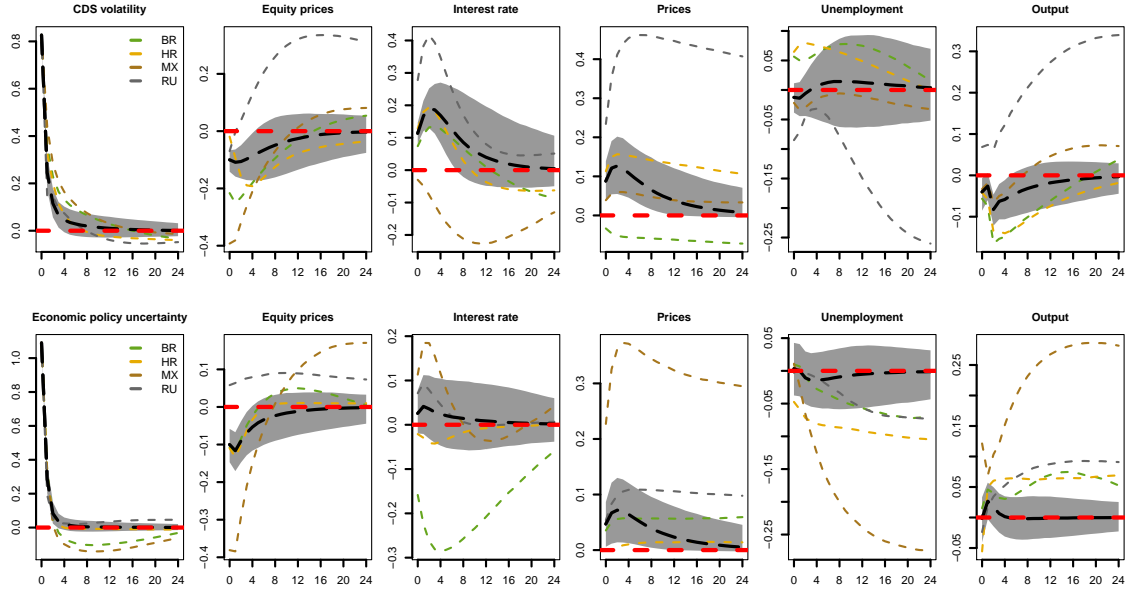 CDS volatility Equity prices Interest rate Prices Unemployment Output
BR
HR
MX
RU
0.0 0.2 0.4 0.6 0.8
−0.4 −0.2 0.0 0.2
−0.2 −0.1 0.0 0.1 0.2 0.3 0.4
0.0 0.1 0.2 0.3 0.4
−0.25 −0.15 −0.05 0.05
−0.1 0.0 0.1 0.2 0.3
0 4 8 12 16 20 24 0 4 8 12 16 20 24 0 4 8 12 16 20 24 0 4 8 12 16 20 24 0 4 8 12 16 20 24 0 4 8 12 16 20 24
Economic policy uncertainty Equity prices Interest rate Prices Unemployment Output
BR
HR
MX
RU
0.0 0.2 0.4 0.6 0.8 1.0
−0.4 −0.3 −0.2 −0.1 0.0 0.1
−0.3 −0.2 −0.1 0.0 0.1 0.2
0.0 0.1 0.2 0.3
−0.25 −0.15 −0.05 0.05
−0.05 0.05 0.15 0.25
0 4 8 12 16 20 24 0 4 8 12 16 20 24 0 4 8 12 16 20 24 0 4 8 12 16 20 24 0 4 8 12 16 20 24 0 4 8 12 16 20 24